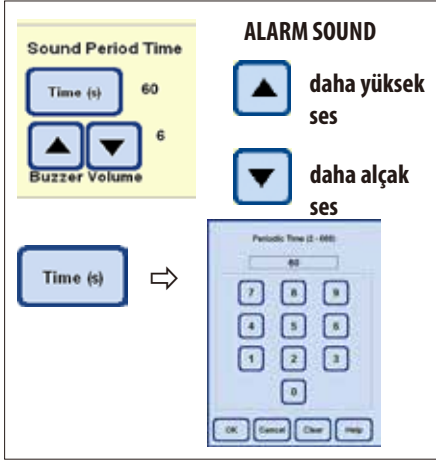 Sound Period Time
Time (s) 60
6
Buzzer Volume
ALARM SOUND
daha yüksek
ses
daha alçak
ses
Time (s)
Periodic Time (2 - 666)
60
7 8 9
4 5 6
1 2 3
0
OK Cancel Clear Help